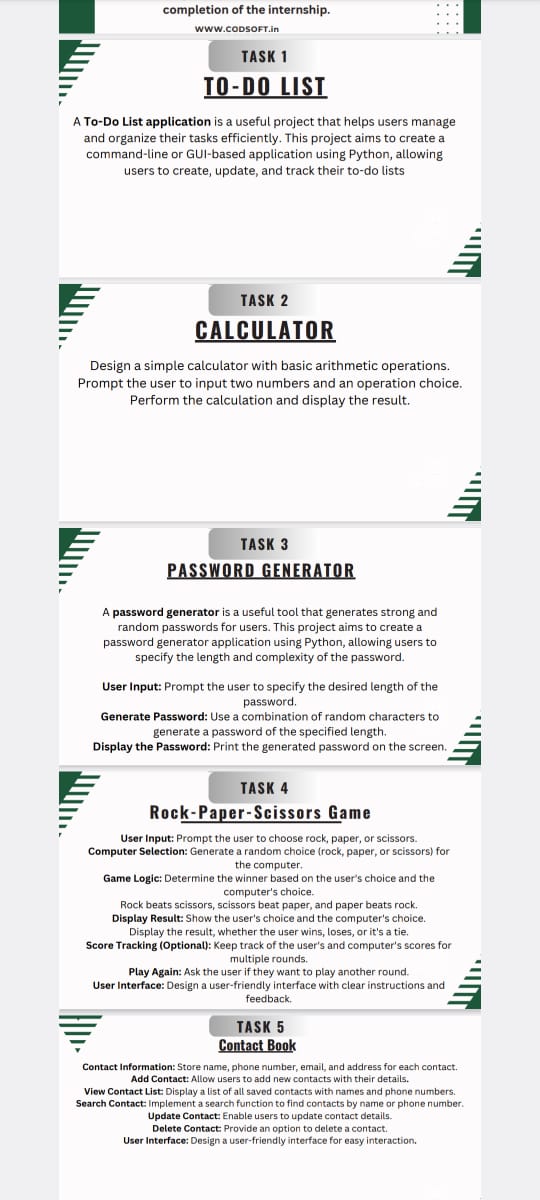 completion of the internship.
WWW.CODSOFT.in
TASK 1
TO-DO LIST
A To-Do List application is a useful project that helps users manage
and organize their tasks efficiently. This project aims to create a
command-line or GUI-based application using Python, allowing
users to create, update, and track their to-do lists
TASK 2
CALCULATOR
Design a simple calculator with basic arithmetic operations.
Prompt the user to input two numbers and an operation choice.
Perform the calculation and display the result.
TASK 3
PASSWORD GENERATOR
A password generator is a useful tool that generates strong and
random passwords for users. This project aims to create a
password generator application using Python, allowing users to
specify the length and complexity of the password.
User Input: Prompt the user to specify the desired length of the
password.
Generate Password: Use a combination of random characters to
generate a password of the specified length.
Display the Password: Print the generated password on the screen.
TASK 4
Rock-Paper-Scissors Game
User Input: Prompt the user to choose rock, paper, or scissors.
Computer Selection: Generate a random choice (rock, paper, or scissors) for
the computer.
Game Logic: Determine the winner based on the user's choice and the
computer's choice.
Rock beats scissors, scissors beat paper, and paper beats rock.
Display Result: Show the user's choice and the computer's choice.
Display the result, whether the user wins, loses, or it's a tie.
Score Tracking (Optional): Keep track of the user's and computer's scores for
multiple rounds.
Play Again: Ask the user if they want to play another round.
User Interface: Design a user-friendly interface with clear instructions and
feedback.
TASK 5
Contact Book
Contact Information: Store name, phone number, email, and address for each contact.
Add Contact: Allow users to add new contacts with their details.
View Contact List: Display a list of all saved contacts with names and phone numbers.
Search Contact: Implement a search function to find contacts by name or phone number.
Update Contact: Enable users to update contact details.
Delete Contact: Provide an option to delete a contact.
User Interface: Design a user-friendly interface for easy interaction.